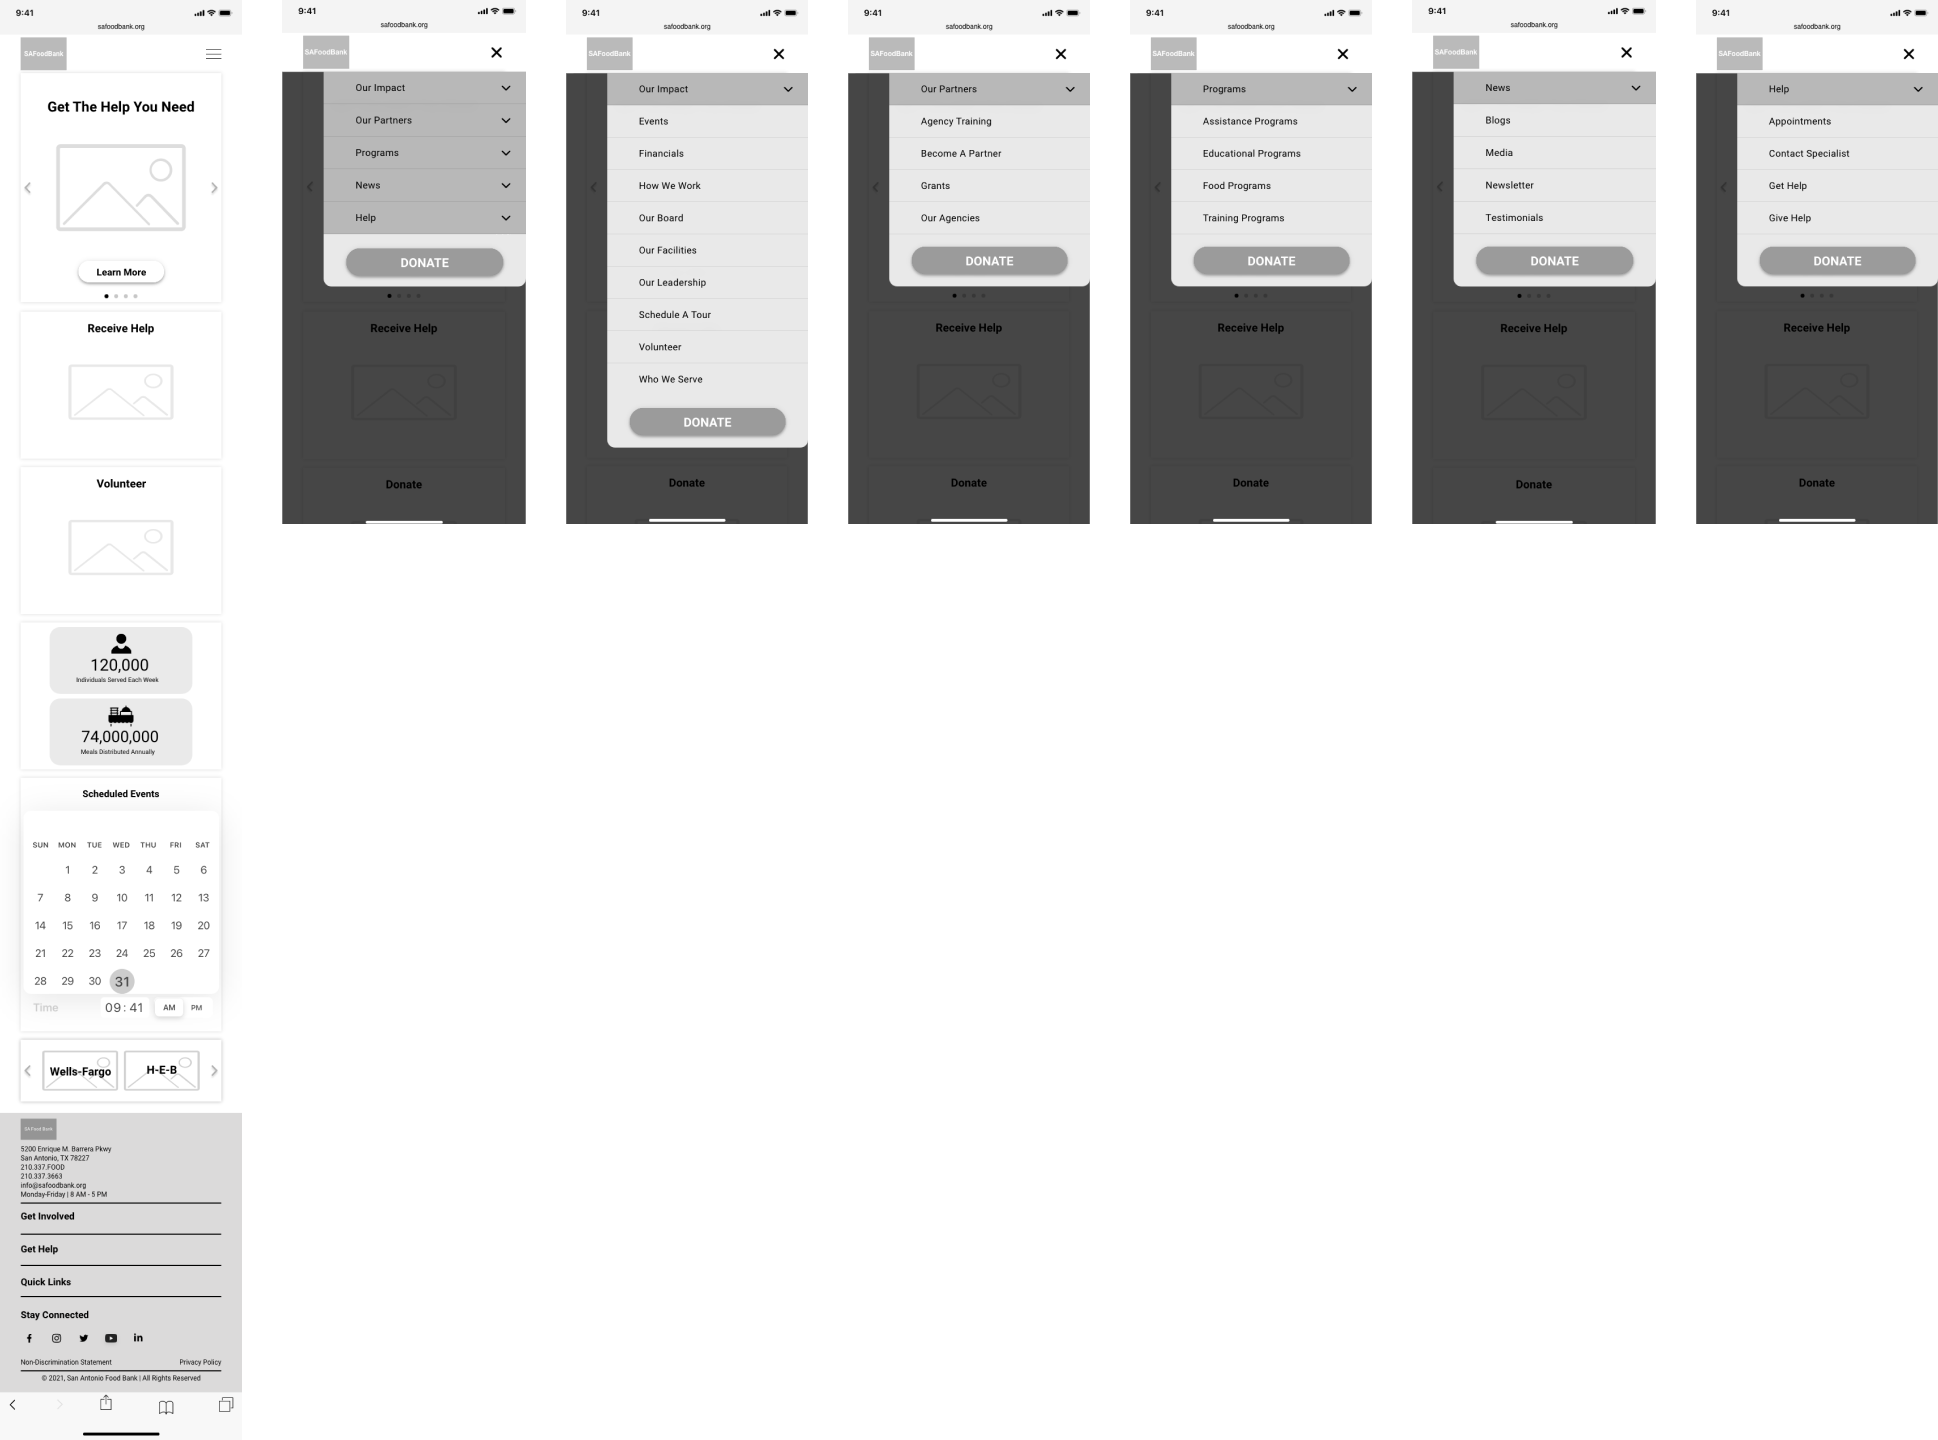 9:41
safoodbank.org
SAFoodBank
Get The Help You Need
Learn More
Receive Help
Volunteer
120,000
Individuals Served Each Week
74,000,000
Meals Distributed Annually
Scheduled Events
SUN MON TUE WED THU FRI SAT
1 2 3 4 5 6
7 8 9 10 11 12 13
14 15 16 17 18 19 20
21 22 23 24 25 26 27
28 29 30 31
Time 09:41 AM PM
Wells-Fargo H-E-B
SA Food Bank
5200 Enrique M. Barrera Pkwy
San Antonio, TX 78227
210.337.FOOD
210.337.3663
info@safoodbank.org
Monday-Friday | 8 AM - 5 PM
Get Involved
Get Help
Quick Links
Stay Connected
Non-Discrimination Statement Privacy Policy
© 2021, San Antonio Food Bank | All Rights Reserved
9:41
safoodbank.org
SAFoodBank
Our Impact
Our Partners
Programs
News
Help
DONATE
Receive Help
Donate
9:41
safoodbank.org
SAFoodBank
Our Impact
Events
Financials
How We Work
Our Board
Our Facilities
Our Leadership
Schedule A Tour
Volunteer
Who We Serve
DONATE
Donate
9:41
safoodbank.org
SAFoodBank
Our Partners
Agency Training
Become A Partner
Grants
Our Agencies
DONATE
Receive Help
Donate
9:41
safoodbank.org
SAFoodBank
Programs
Assistance Programs
Educational Programs
Food Programs
Training Programs
DONATE
Receive Help
Donate
9:41
safoodbank.org
SAFoodBank
News
Blogs
Media
Newsletter
Testimonials
DONATE
Receive Help
Donate
9:41
safoodbank.org
SAFoodBank
Help
Appointments
Contact Specialist
Get Help
Give Help
DONATE
Receive Help
Donate